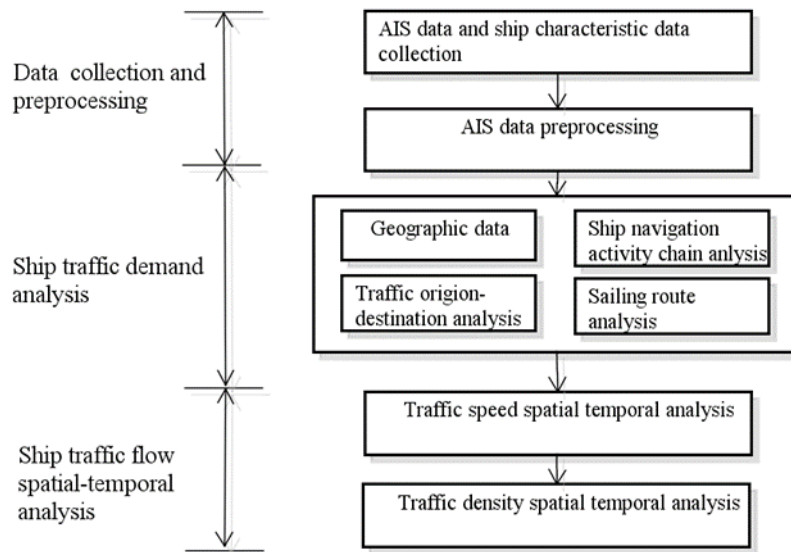 AIS data and ship characteristic data
collection
Data collection and
preprocessing
AIS data preprocessing
Geographic data
Ship navigation
activity chain anlysis
Ship traffic demand
analysis
Traffic origion-
destination analysis
Sailing route
analysis
Traffic speed spatial temporal analysis
Ship traffic flow
spatial-temporal
analysis
Traffic density spatial temporal analysis